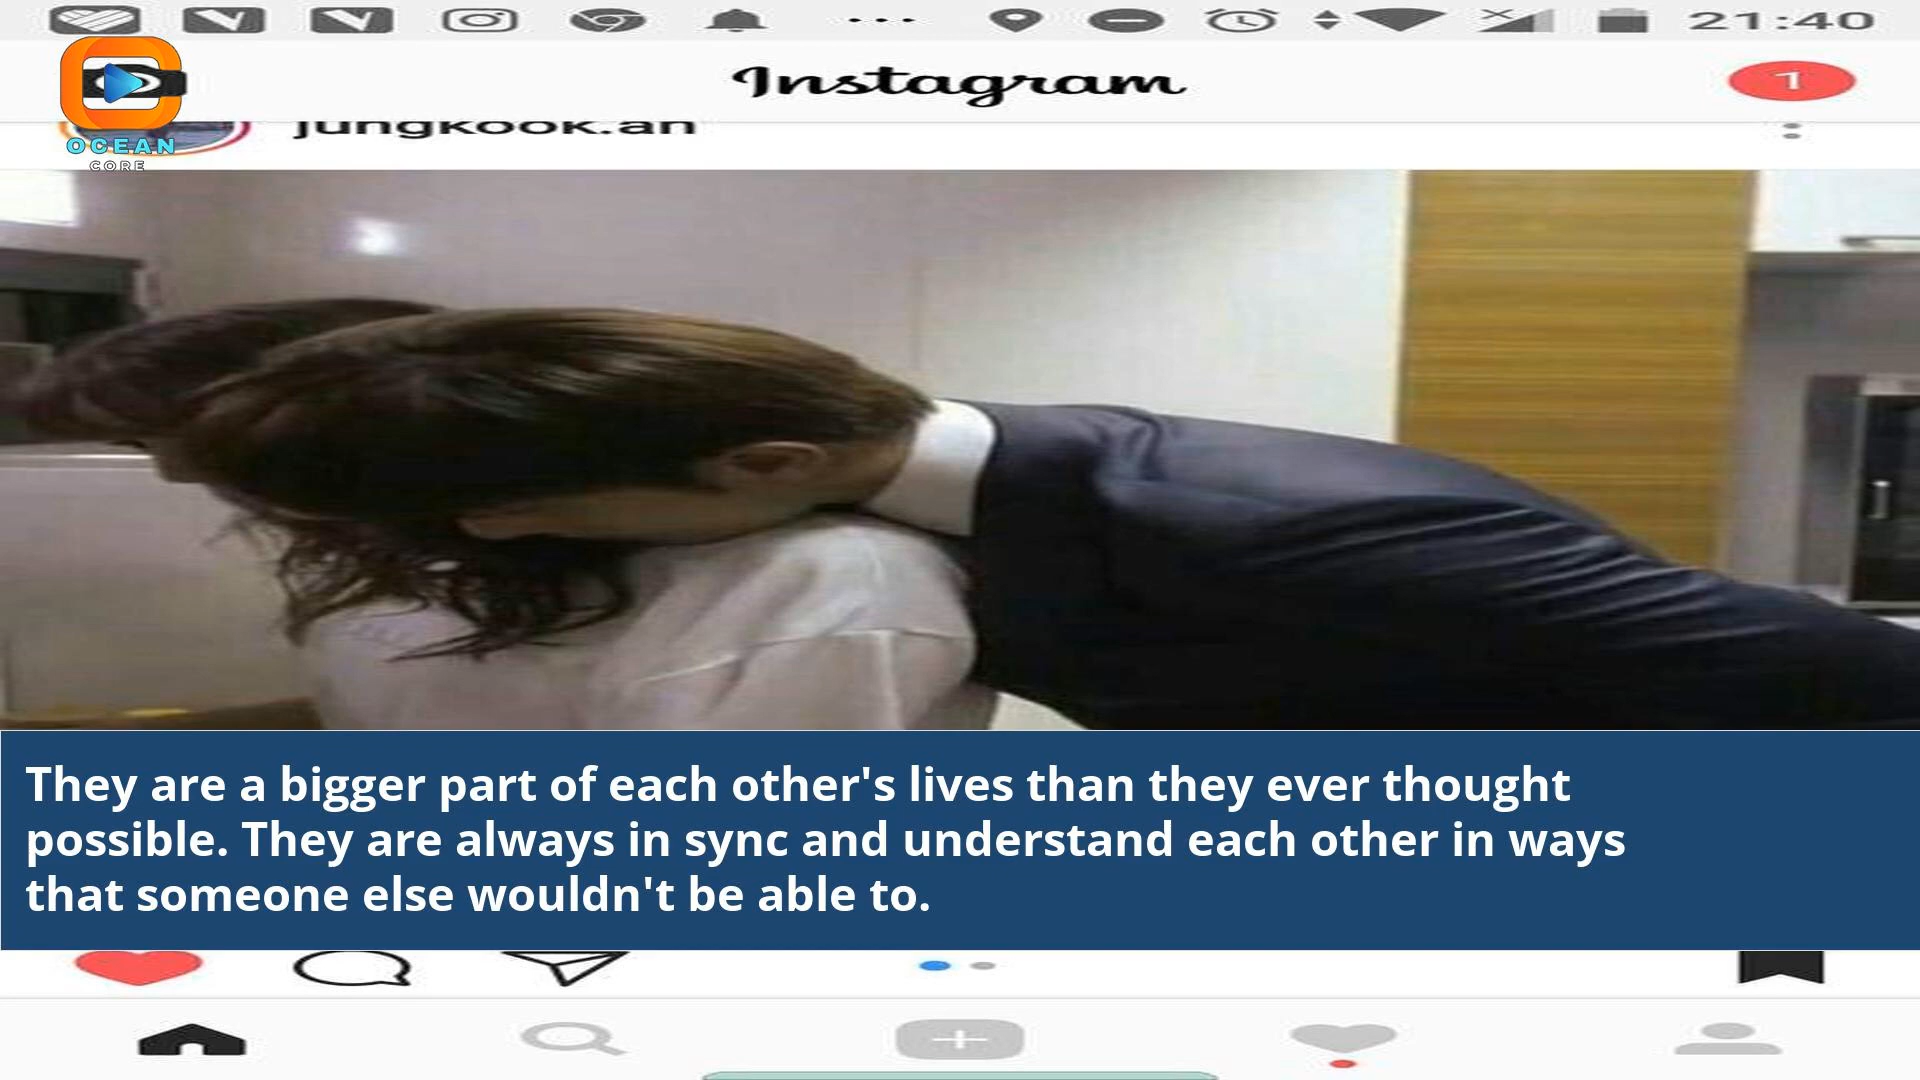 21:40
Instagram
1
jungkook.an
OCEAN
CORE
They are a bigger part of each other's lives than they ever thought
possible. They are always in sync and understand each other in ways
that someone else wouldn't be able to.